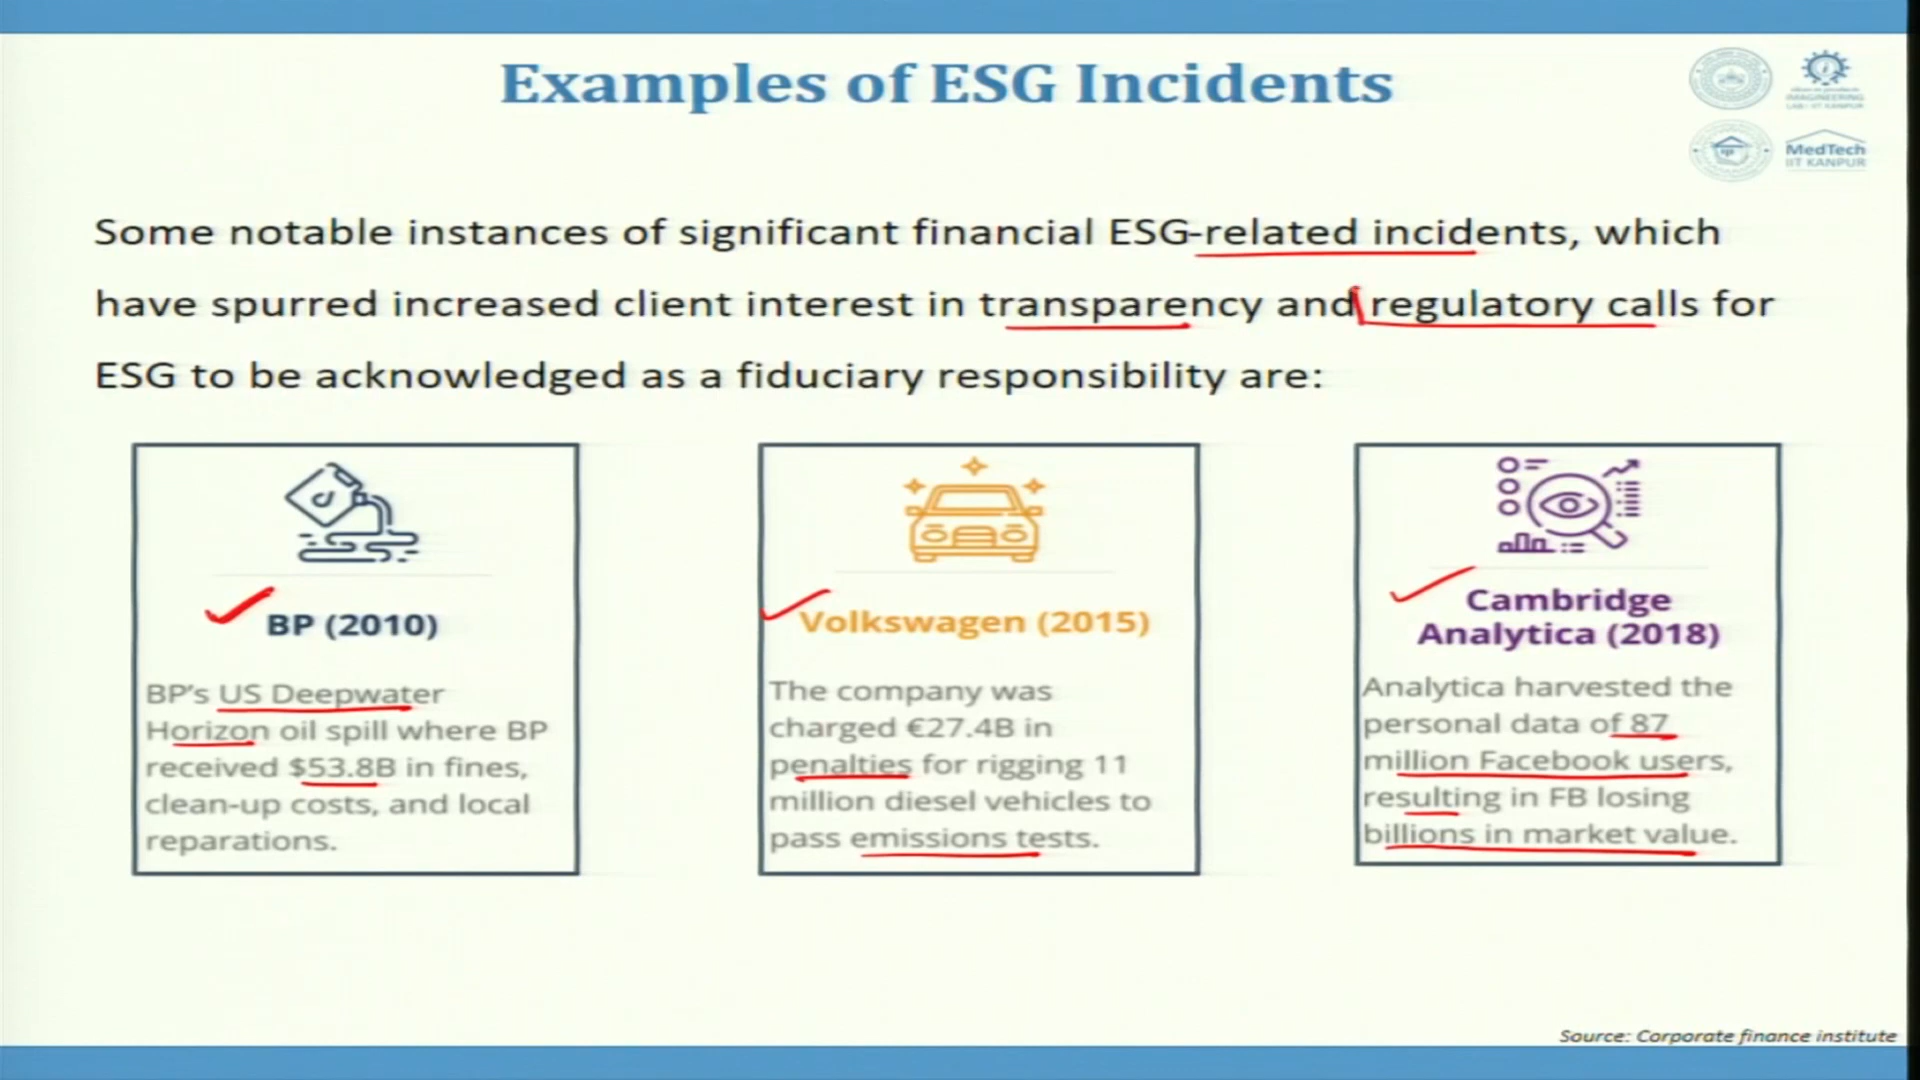 Examples of ESG Incidents
MedTech
IIT KANPUR
Some notable instances of significant financial ESG-related incidents, which
have spurred increased client interest in transparency and regulatory calls for
ESG to be acknowledged as a fiduciary responsibility are:
BP (2010)
BP's US Deepwater
Horizon oil spill where BP
received $53.8B in fines,
clean-up costs, and local
reparations.
Volkswagen (2015)
The company was
charged €27.4B in
penalties for rigging 11
million diesel vehicles to
pass emissions tests.
Cambridge
Analytica (2018)
Analytica harvested the
personal data of 87
million Facebook users,
resulting in FB losing
billions in market value.
Source: Corporate finance institute